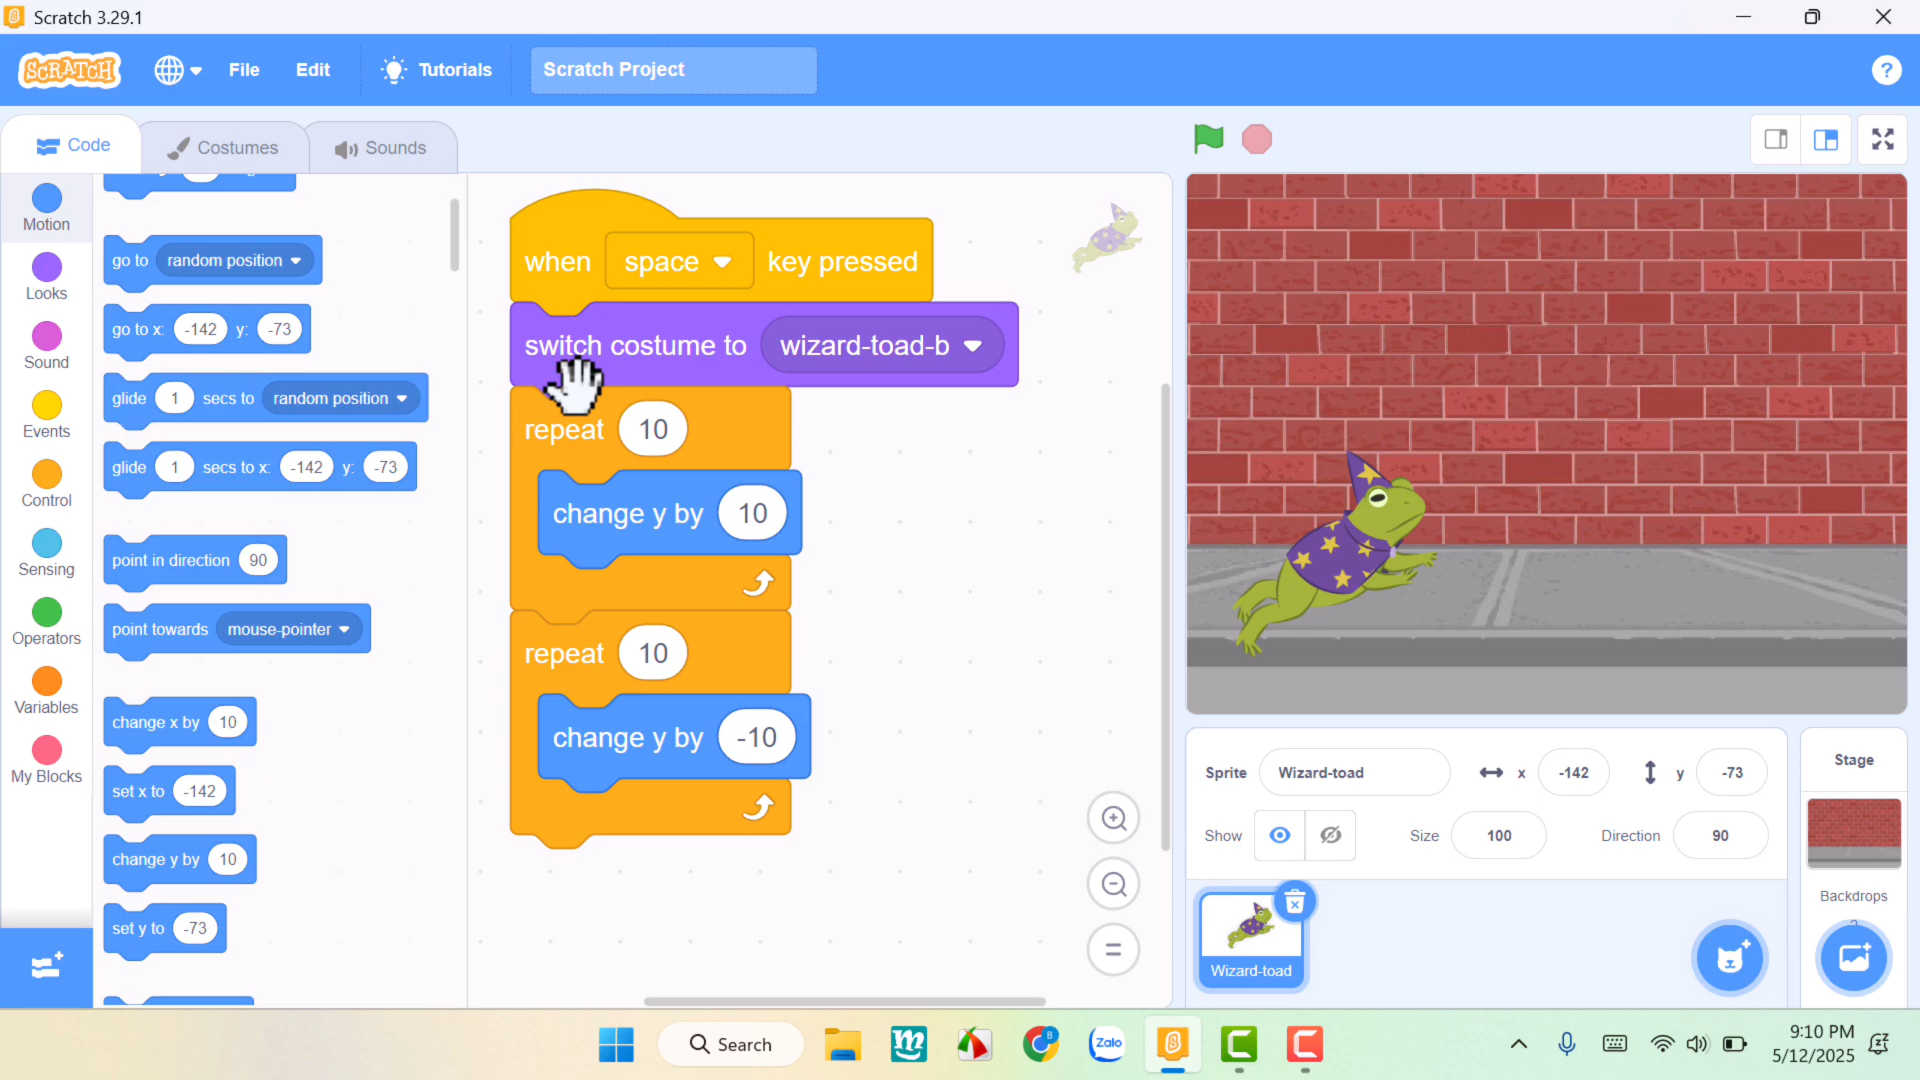 Scratch 3.29.1
SCRATCH
File
Edit
Tutorials
Scratch Project
?
Code
Costumes
Sounds
Motion
Looks
Sound
Events
Control
Sensing
Operators
Variables
My Blocks
go to random position
go to x: -142 y: -73
glide 1 secs to random position
glide 1 secs to x: -142 y: -73
point in direction 90
point towards mouse-pointer
change x by 10
set x to -142
change y by 10
set y to -73
when space key pressed
switch costume to wizard-toad-b
repeat 10
change y by 10
repeat 10
change y by -10
Sprite Wizard-toad x -142 y -73
Show Size 100 Direction 90
Wizard-toad
Stage
Backdrops
Search
Zalo
9:10 PM
5/12/2025